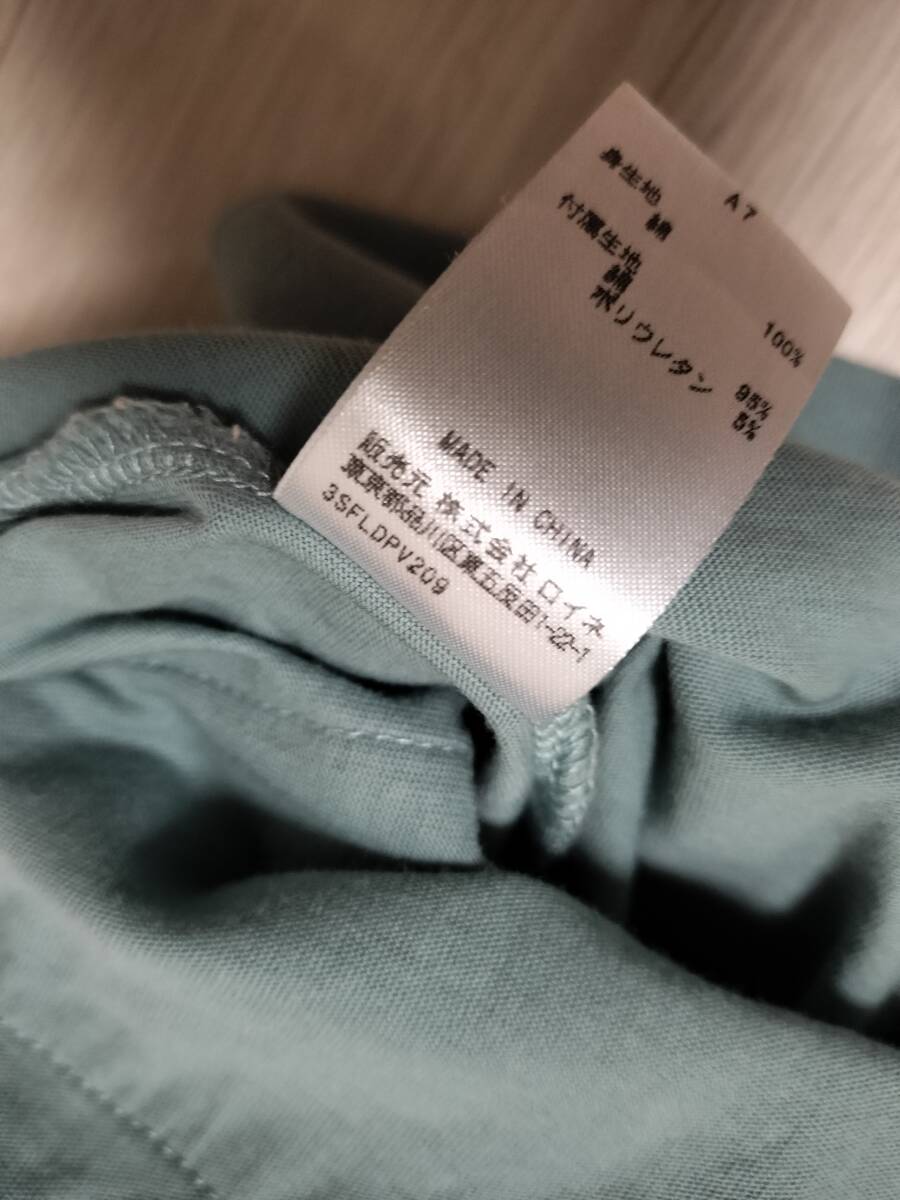 A7
身生地
綿 100%
付属生地
綿 95%
ポリウレタン 5%
MADE IN CHINA
販売元 株式会社 ロイネ
東京都品川区東五反田1-22-1
3SFLDPV209